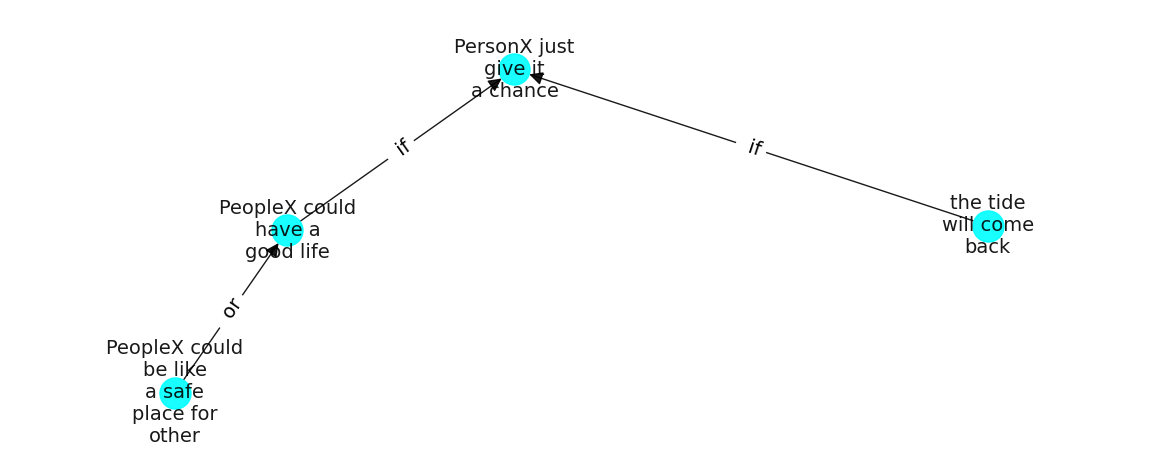 PersonX just
give it
a chance
if
if
PeopleX could
have a
good life
the tide
will come
back
or
PeopleX could
be like
a safe
place for
other